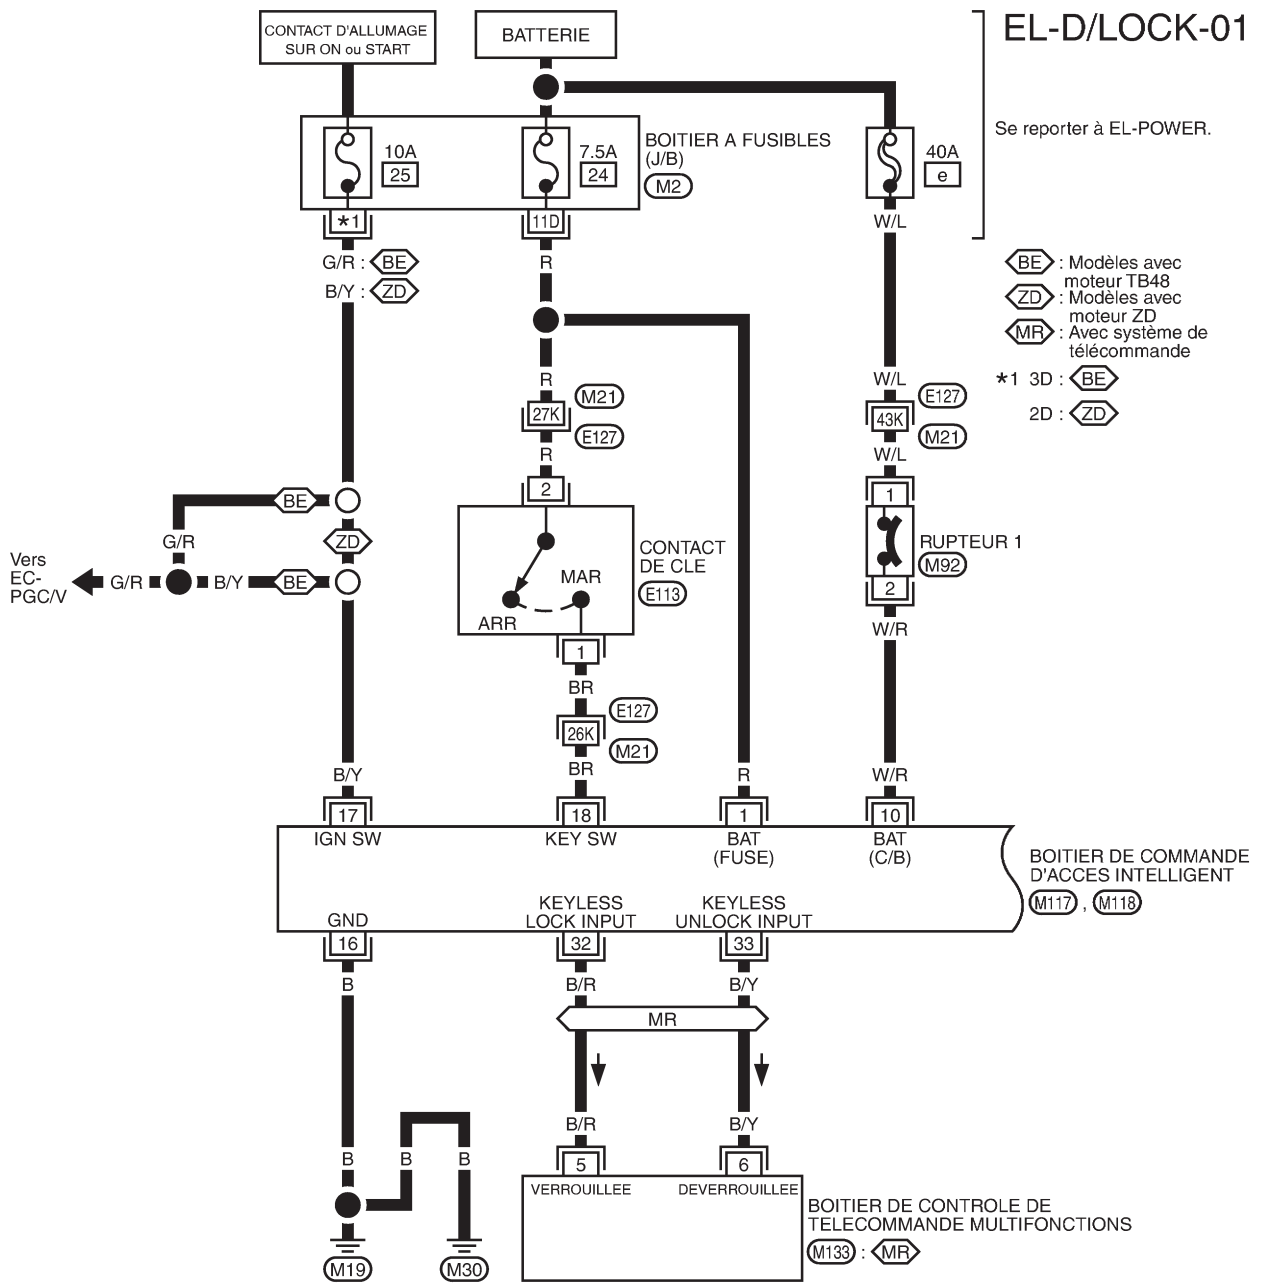 CONTACT D'ALLUMAGE
SUR ON ou START
BATTERIE
EL-D/LOCK-01
Se reporter à EL-POWER.
BOITIER A FUSIBLES
(J/B)
M2
10A
25
7.5A
24
40A
e
*1
11D
W/L
G/R : BE
B/Y : ZD
R
BE : Modèles avec
moteur TB48
ZD : Modèles avec
moteur ZD
MR : Avec système de
télécommande
*1 3D : BE
2D : ZD
R
M21
27K
E127
R
W/L
E127
43K
M21
W/L
2
1
BE
G/R
ZD
Vers
EC-
PGC/V
G/R
B/Y
BE
CONTACT
DE CLE
E113
MAR
ARR
RUPTEUR 1
M92
2
W/R
1
BR
E127
26K
M21
BR
B/Y
R
W/R
17
18
1
10
IGN SW
KEY SW
BAT
(FUSE)
BAT
(C/B)
BOITIER DE COMMANDE
D'ACCES INTELLIGENT
M117 , M118
GND
KEYLESS
LOCK INPUT
KEYLESS
UNLOCK INPUT
16
32
33
B
B/R
B/Y
MR
B/R
B/Y
B
B
B
5
6
VERROUILLEE
DEVERROUILLEE
BOITIER DE CONTROLE DE
TELECOMMANDE MULTIFONCTIONS
M133 : MR
M19
M30